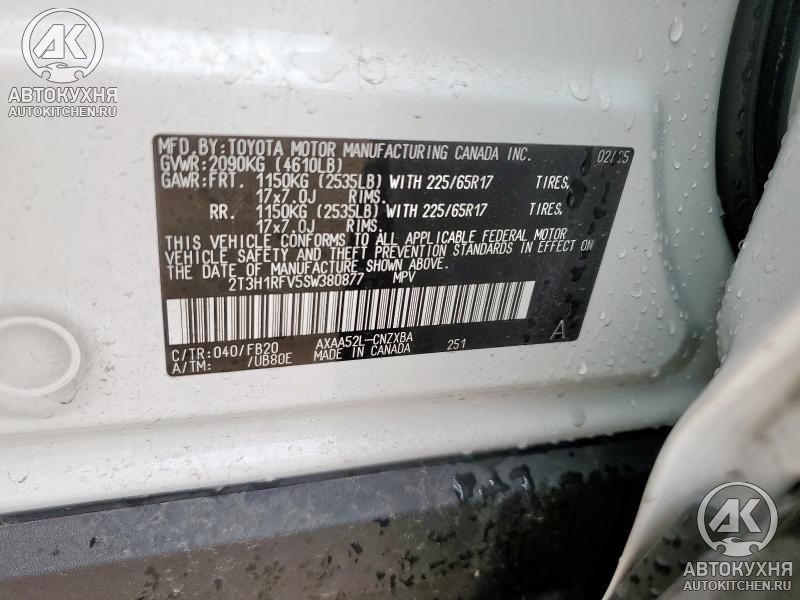 AK
АВТОКУХНЯ
AUTOKITCHEN.RU
MFD. BY: TOYOTA MOTOR MANUFACTURING CANADA INC. 02/25
GVWR: 2090KG (4610LB)
GAWR: FRT. 1150KG (2535LB) WITH 225/65R17 TIRES,
17x7.0J RIMS.
RR. 1150KG (2535LB) WITH 225/65R17 TIRES,
17x7.0J RIMS.
THIS VEHICLE CONFORMS TO ALL APPLICABLE FEDERAL MOTOR
VEHICLE SAFETY AND THEFT PREVENTION STANDARDS IN EFFECT ON
THE DATE OF MANUFACTURE SHOWN ABOVE.
2T3H1RFV5SW380877 MPV
C/TR: 040/FB20 AXAA52L-CNZXBA 251 A
A/TM: /UB80E MADE IN CANADA
AK
АВТОКУХНЯ
AUTOKITCHEN.RU